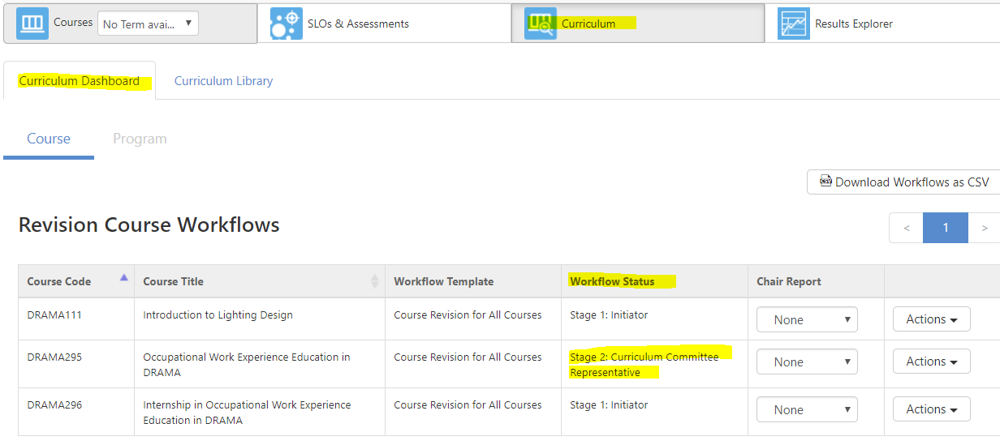 Courses No Term avai... ▼ SLOs & Assessments Curriculum Results Explorer
Curriculum Dashboard Curriculum Library
Course Program
CSV Download Workflows as CSV
Revision Course Workflows
< 1 >
Course Code Course Title Workflow Template Workflow Status Chair Report
DRAMA111 Introduction to Lighting Design Course Revision for All Courses Stage 1: Initiator None Actions
DRAMA295 Occupational Work Experience Education in Course Revision for All Courses Stage 2: Curriculum Committee None Actions
DRAMA Representative
DRAMA296 Internship in Occupational Work Experience Course Revision for All Courses Stage 1: Initiator None Actions
Education in DRAMA